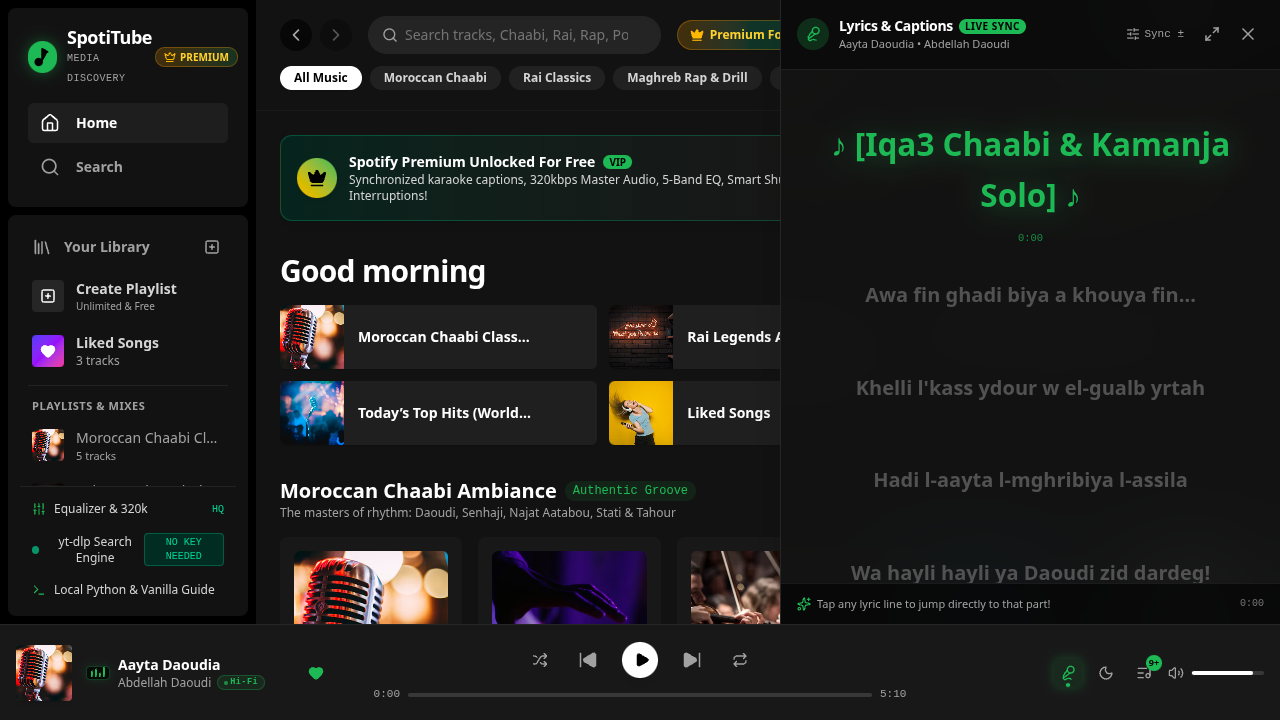 SpotiTube
MEDIA
DISCOVERY
PREMIUM
Home
Search
Your Library
Create Playlist
Unlimited & Free
Liked Songs
3 tracks
PLAYLISTS & MIXES
Moroccan Chaabi Cl...
5 tracks
Equalizer & 320k
HQ
yt-dlp Search
Engine
NO KEY
NEEDED
Local Python & Vanilla Guide
Search tracks, Chaabi, Rai, Rap, Po
Premium Fo
All Music
Moroccan Chaabi
Rai Classics
Maghreb Rap & Drill
Spotify Premium Unlocked For Free VIP
Synchronized karaoke captions, 320kbps Master Audio, 5-Band EQ, Smart Shu
Interruptions!
Good morning
Moroccan Chaabi Class...
Rai Legends A
Today's Top Hits (World...
Liked Songs
Moroccan Chaabi Ambiance Authentic Groove
The masters of rhythm: Daoudi, Senhaji, Najat Aatabou, Stati & Tahour
Lyrics & Captions LIVE SYNC
Aayta Daoudia • Abdellah Daoudi
Sync ±
♪ [Iqa3 Chaabi & Kamanja
Solo] ♪
0:00
Awa fin ghadi biya a khouya fin...
Khelli l'kass ydour w el-gualb yrtah
Hadi l-aayta l-mghribiya l-assila
Wa hayli hayli ya Daoudi zid dardeg!
Tap any lyric line to jump directly to that part!
0:00
Aayta Daoudia
Abdellah Daoudi Hi-Fi
0:00
5:10
9+